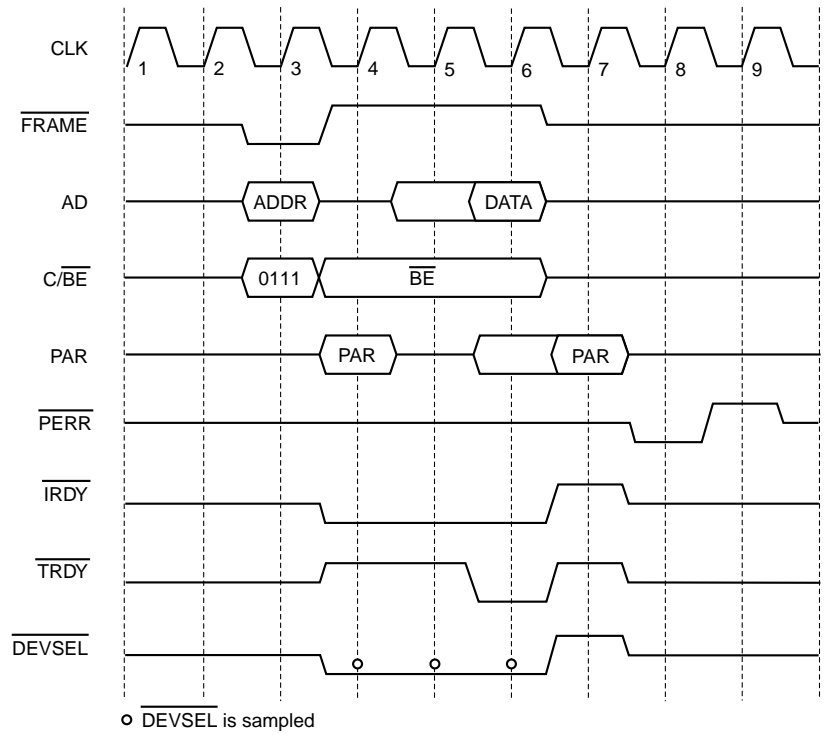 CLK
1 2 3 4 5 6 7 8 9
FRAME
AD
ADDR DATA
C/BE
0111 BE
PAR
PAR PAR
PERR
IRDY
TRDY
DEVSEL
DEVSEL is sampled